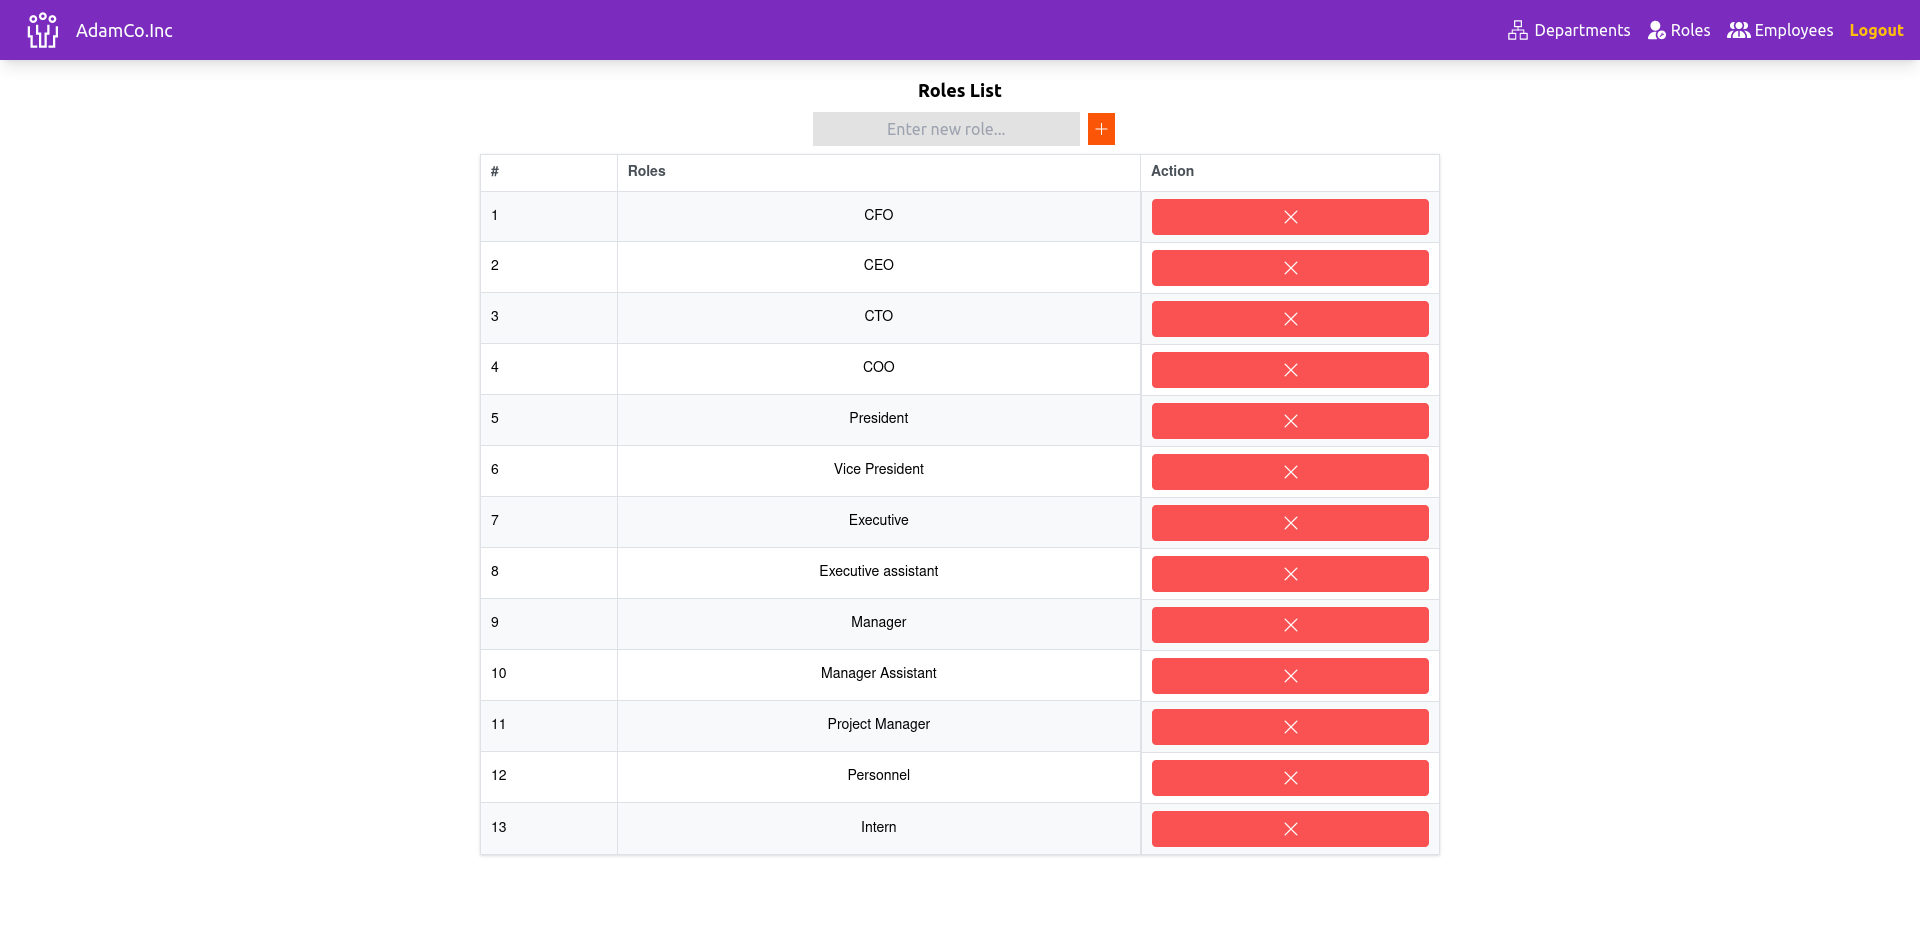 AdamCo.Inc Departments Roles Employees Logout
Roles List
Enter new role...
# Roles Action
1 CFO
2 CEO
3 CTO
4 COO
5 President
6 Vice President
7 Executive
8 Executive assistant
9 Manager
10 Manager Assistant
11 Project Manager
12 Personnel
13 Intern